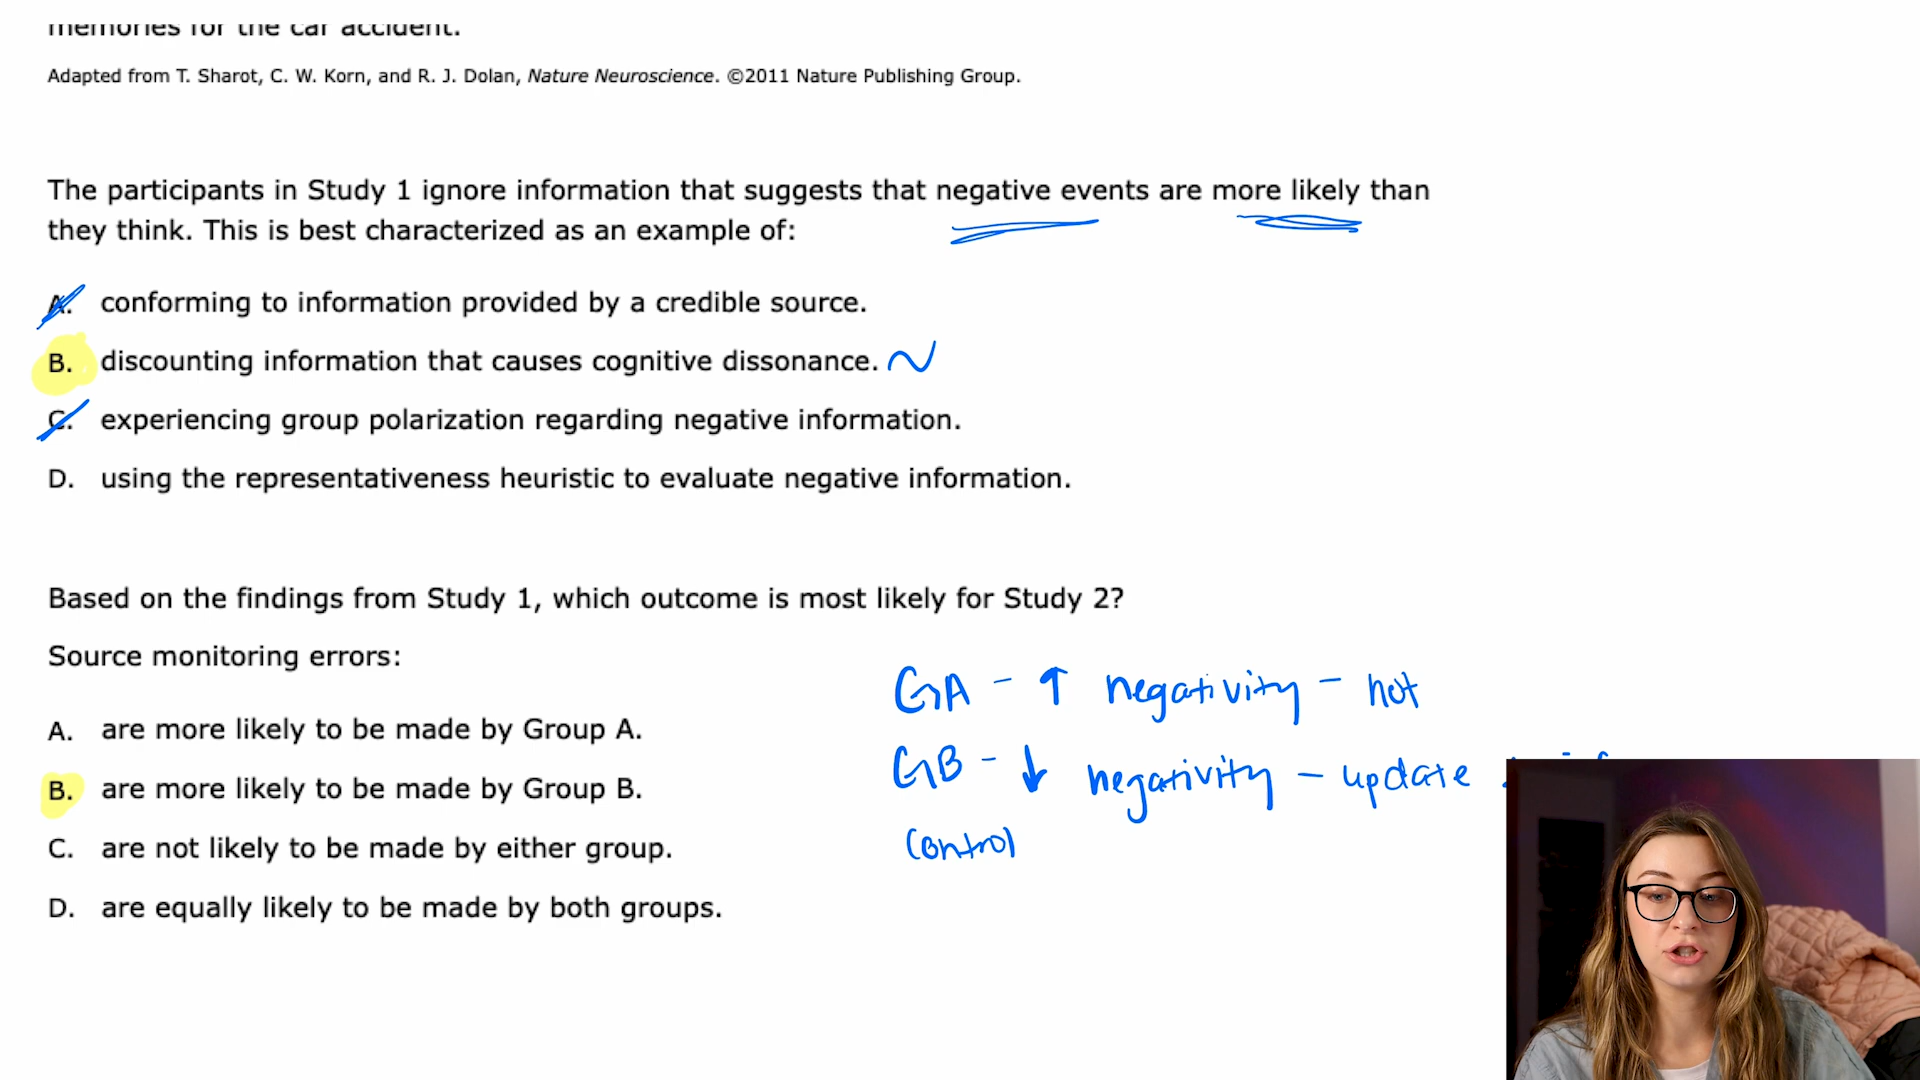 memories for the car accident.
Adapted from T. Sharot, C. W. Korn, and R. J. Dolan, Nature Neuroscience. ©2011 Nature Publishing Group.
The participants in Study 1 ignore information that suggests that negative events are more likely than
they think. This is best characterized as an example of:
A. conforming to information provided by a credible source.
B. discounting information that causes cognitive dissonance.
C. experiencing group polarization regarding negative information.
D. using the representativeness heuristic to evaluate negative information.
Based on the findings from Study 1, which outcome is most likely for Study 2?
Source monitoring errors:
A. are more likely to be made by Group A.
B. are more likely to be made by Group B.
C. are not likely to be made by either group.
D. are equally likely to be made by both groups.
GA - ↑ negativity - not
GB - ↓ negativity - update
control